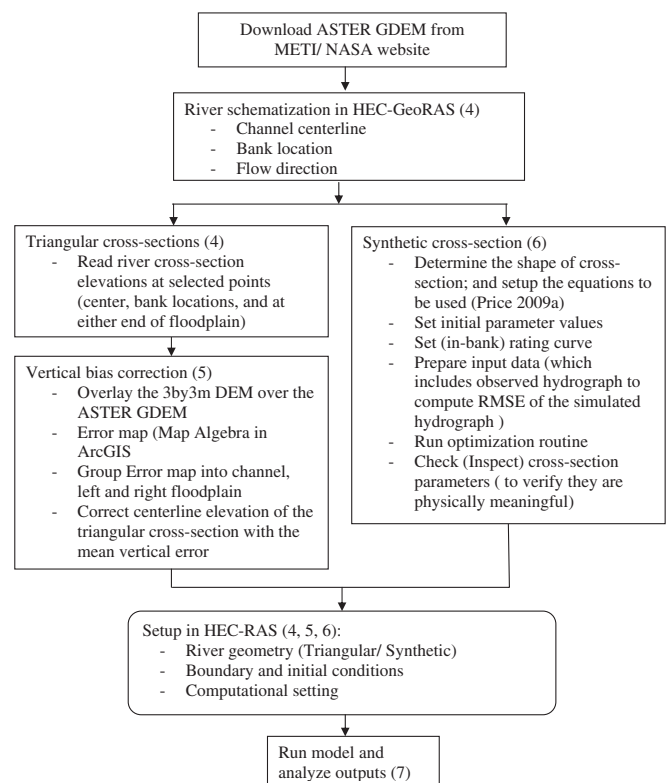 Download ASTER GDEM from
METI/ NASA website
River schematization in HEC-GeoRAS (4)
- Channel centerline
- Bank location
- Flow direction
Triangular cross-sections (4)
- Read river cross-section
elevations at selected points
(center, bank locations, and at
either end of floodplain)
Vertical bias correction (5)
- Overlay the 3by3m DEM over the
ASTER GDEM
- Error map (Map Algebra in
ArcGIS
- Group Error map into channel,
left and right floodplain
- Correct centerline elevation of the
triangular cross-section with the
mean vertical error
Synthetic cross-section (6)
- Determine the shape of cross-
section; and setup the equations to
be used (Price 2009a)
- Set initial parameter values
- Set (in-bank) rating curve
- Prepare input data (which
includes observed hydrograph to
compute RMSE of the simulated
hydrograph )
- Run optimization routine
- Check (Inspect) cross-section
parameters ( to verify they are
physically meaningful)
Setup in HEC-RAS (4, 5, 6):
- River geometry (Triangular/ Synthetic)
- Boundary and initial conditions
- Computational setting
Run model and
analyze outputs (7)